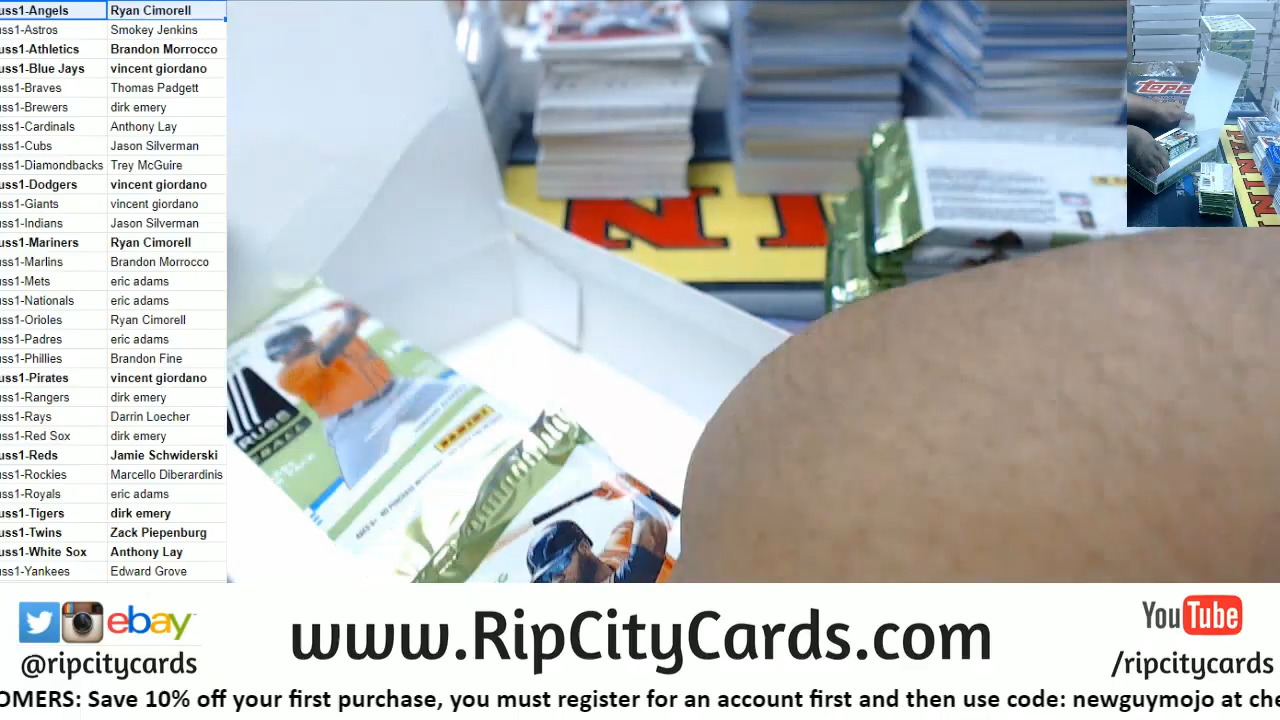 uss1-Angels Ryan Cimorell
uss1-Astros Smokey Jenkins
uss1-Athletics Brandon Morrocco
uss1-Blue Jays vincent giordano
uss1-Braves Thomas Padgett
uss1-Brewers dirk emery
uss1-Cardinals Anthony Lay
uss1-Cubs Jason Silverman
uss1-Diamondbacks Trey McGuire
uss1-Dodgers vincent giordano
uss1-Giants vincent giordano
uss1-Indians Jason Silverman
uss1-Mariners Ryan Cimorell
uss1-Marlins Brandon Morrocco
uss1-Mets eric adams
uss1-Nationals eric adams
uss1-Orioles Ryan Cimorell
uss1-Padres eric adams
uss1-Phillies Brandon Fine
uss1-Pirates vincent giordano
uss1-Rangers dirk emery
uss1-Rays Darrin Loecher
uss1-Red Sox dirk emery
uss1-Reds Jamie Schwiderski
uss1-Rockies Marcello Diberardinis
uss1-Royals eric adams
uss1-Tigers dirk emery
uss1-Twins Zack Piepenburg
uss1-White Sox Anthony Lay
uss1-Yankees Edward Grove
topps
PANINI
NI
RUSS
BALL
PANINI
ebay
@ripcitycards
www.RipCityCards.com
YouTube
/ripcitycards
OMERS: Save 10% off your first purchase, you must register for an account first and then use code: newguymojo at che